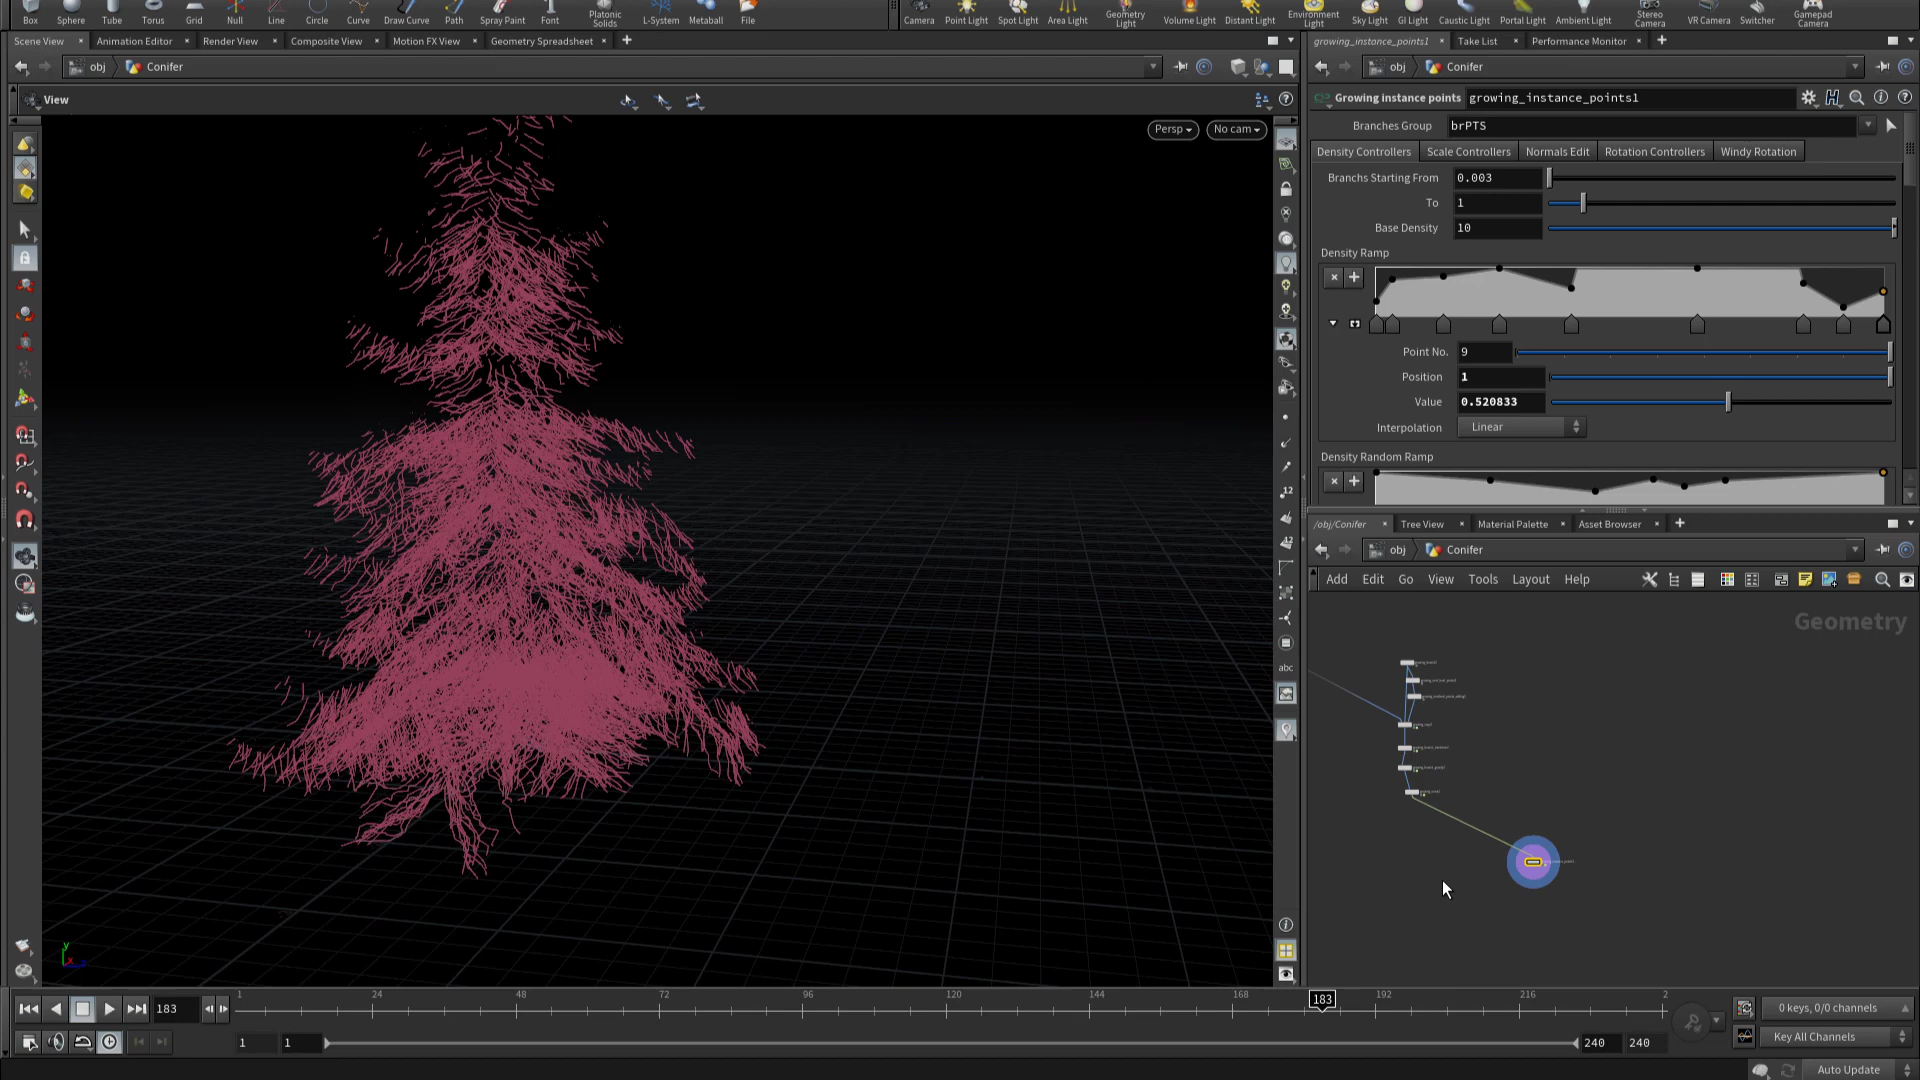 Box Sphere Tube Torus Grid Null Line Circle Curve Draw Curve Path Spray Paint Font Platonic Solids L-System Metaball File
Camera Point Light Spot Light Area Light Geometry Light Volume Light Distant Light Environment Light Sky Light GI Light Caustic Light Portal Light Ambient Light Stereo Camera VR Camera Switcher Gamepad Camera
Scene View Animation Editor Render View Composite View Motion FX View Geometry Spreadsheet
growing_instance_points1 Take List Performance Monitor
obj Conifer
obj Conifer
View
Persp No cam
Growing instance points growing_instance_points1
Branches Group brPTS
Density Controllers Scale Controllers Normals Edit Rotation Controllers Windy Rotation
Branchs Starting From 0.003
To 1
Base Density 10
Density Ramp
Point No. 9
Position 1
Value 0.520833
Interpolation Linear
Density Random Ramp
/obj/Conifer Tree View Material Palette Asset Browser
obj Conifer
Add Edit Go View Tools Layout Help
Geometry
12
12
abc
y
x
183 1 24 48 72 96 120 144 168 183 192 216 2
0 keys, 0/0 channels
1 1 240 240
Key All Channels
Auto Update